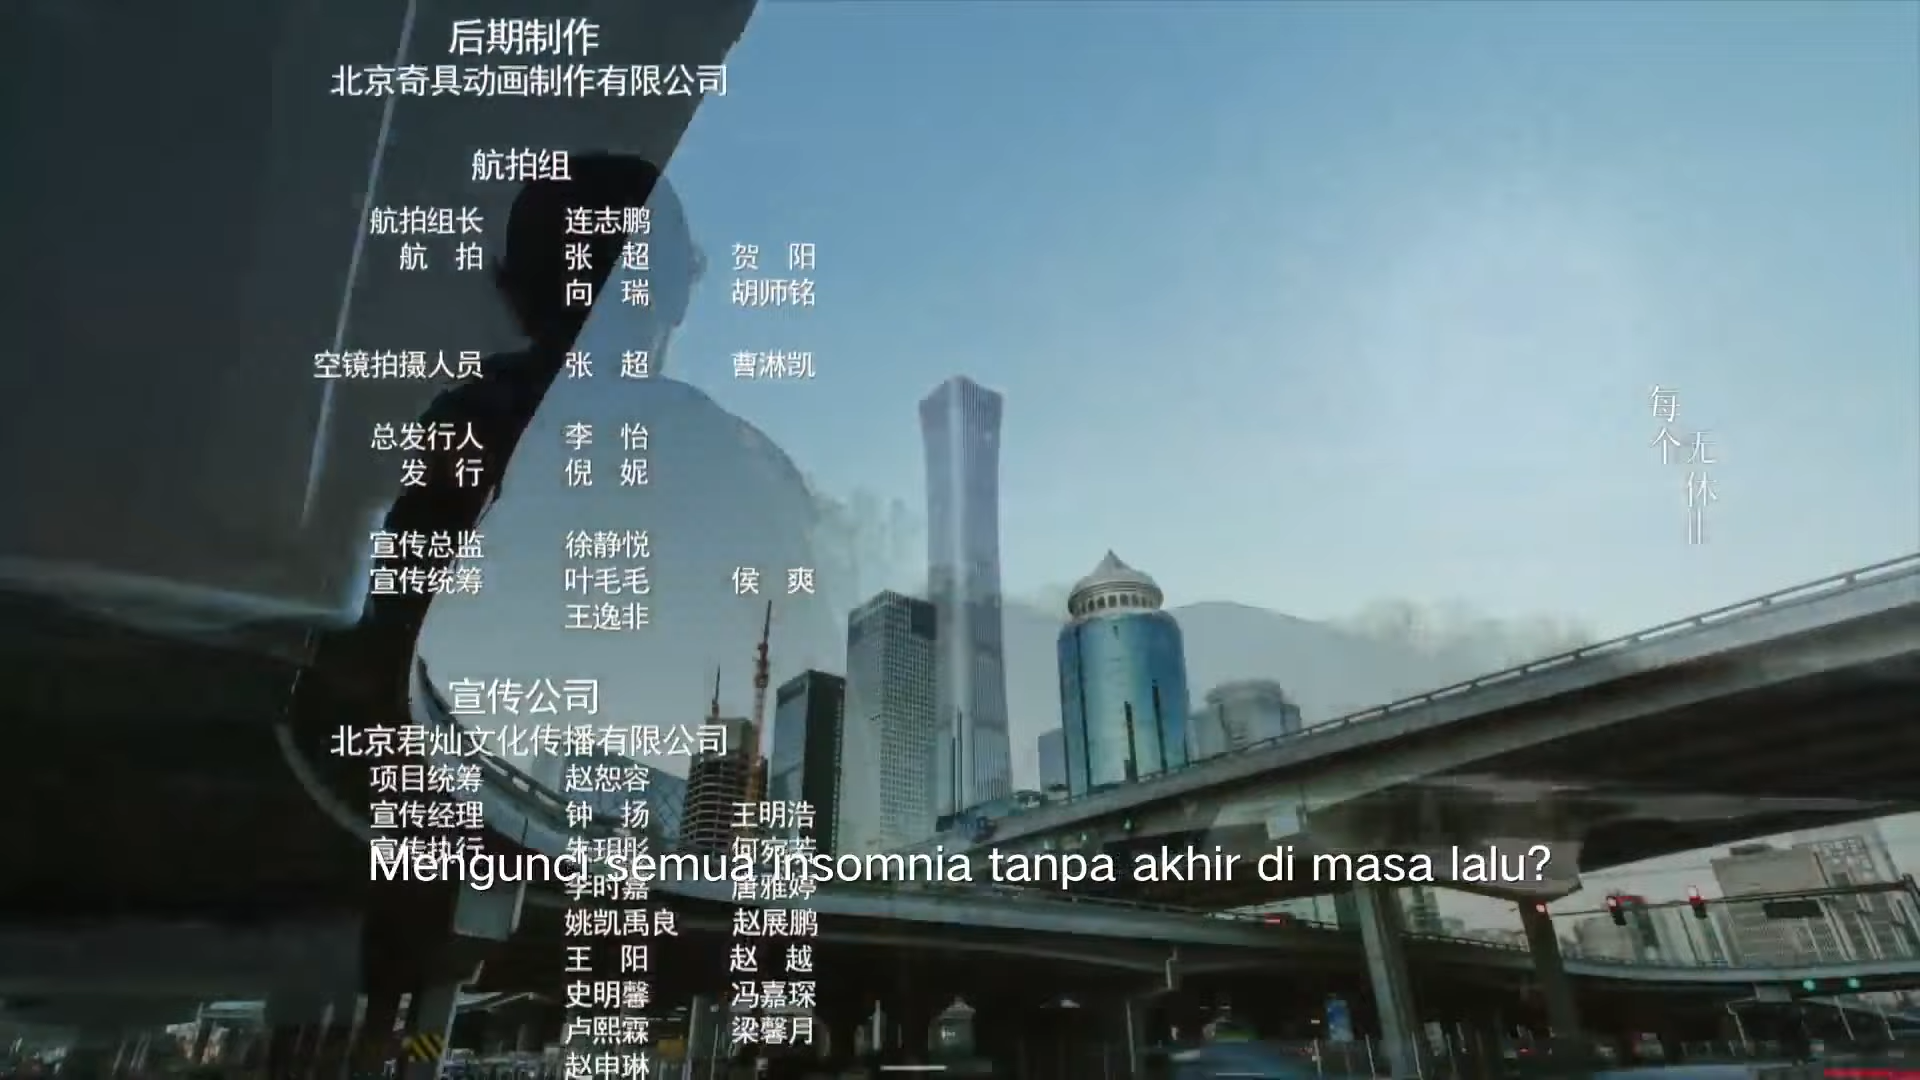 后期制作
北京奇具动画制作有限公司
航拍组
航拍组长 连志鹏
航 拍 张 超 贺 阳
向 瑞 胡师铭
空镜拍摄人员 张 超 曹淋凯
总发行人 李 怡
发 行 倪 妮
宣传总监 徐静悦
宣传统筹 叶毛毛 侯 爽
王逸非
宣传公司
北京君灿文化传播有限公司
项目统筹 赵恕容
宣传经理 钟 扬 王明浩
宣传执行 何宛若
李时嘉 唐雅婷
姚凯禹良 赵展鹏
王 阳 赵 越
史明馨 冯嘉琛
卢熙霖 梁馨月
赵申琳
每个
无休
Mengunci semua insomnia tanpa akhir di masa lalu?